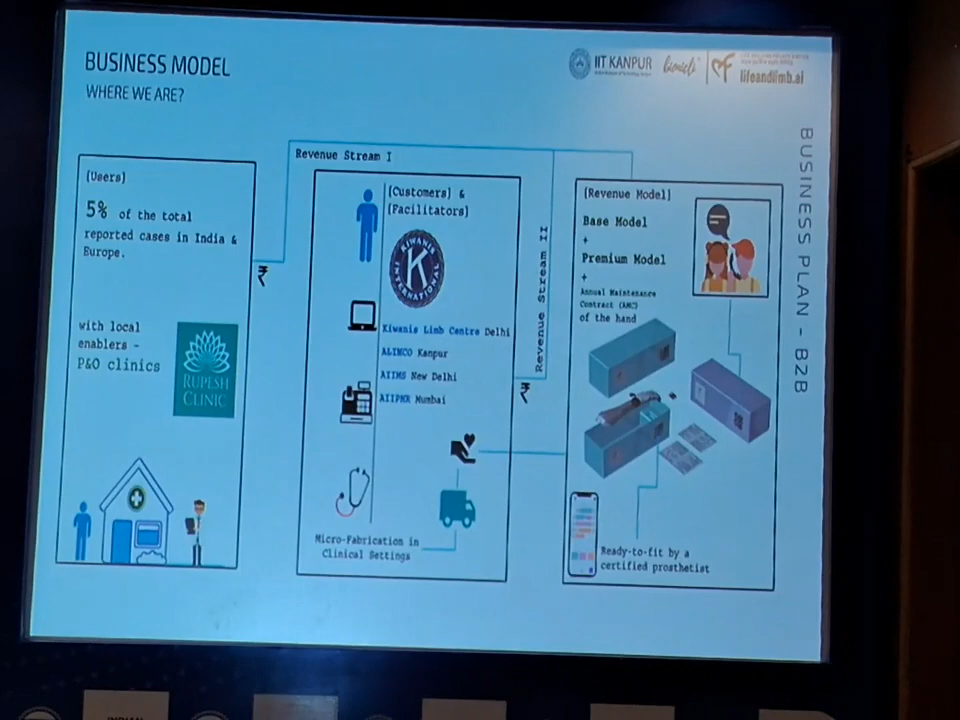 BUSINESS MODEL
WHERE WE ARE?
IIT KANPUR
lifeandlimb.ai
BUSINESS PLAN - B2B
Revenue Stream I
[Users]
5% of the total
reported cases in India &
Europe.
₹
with local
enablers -
P&O clinics
RUPESH
CLINIC
[Customers] &
[Facilitators]
KIWANIS
K
INTERNATIONAL
Kiwanis Limb Centre Delhi
ALIMCO Kanpur
AIIMS New Delhi
AIIPMR Mumbai
Micro-Fabrication in
Clinical Settings
Revenue Stream II
₹
[Revenue Model]
Base Model
+
Premium Model
+
Annual Maintenance
Contract (AMC)
of the hand
Ready-to-fit by a
certified prosthetist